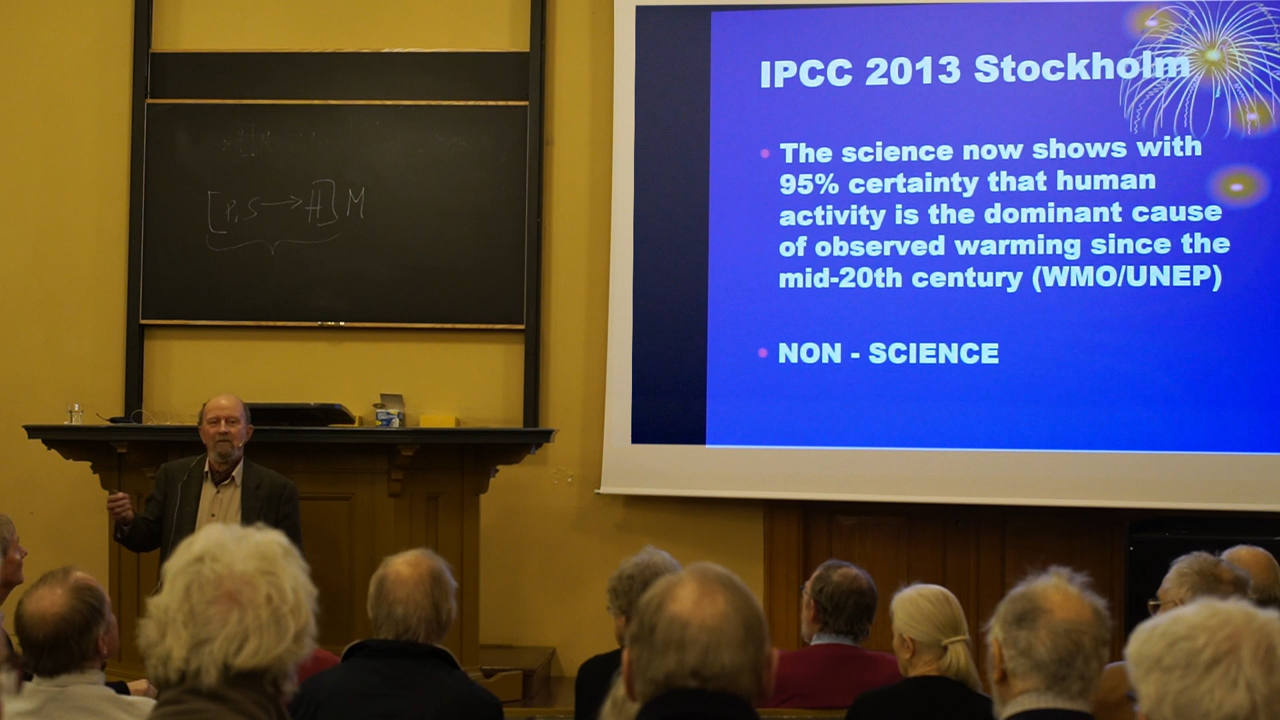 [P, S → H] M
IPCC 2013 Stockholm
• The science now shows with
95% certainty that human
activity is the dominant cause
of observed warming since the
mid-20th century (WMO/UNEP)
• NON - SCIENCE